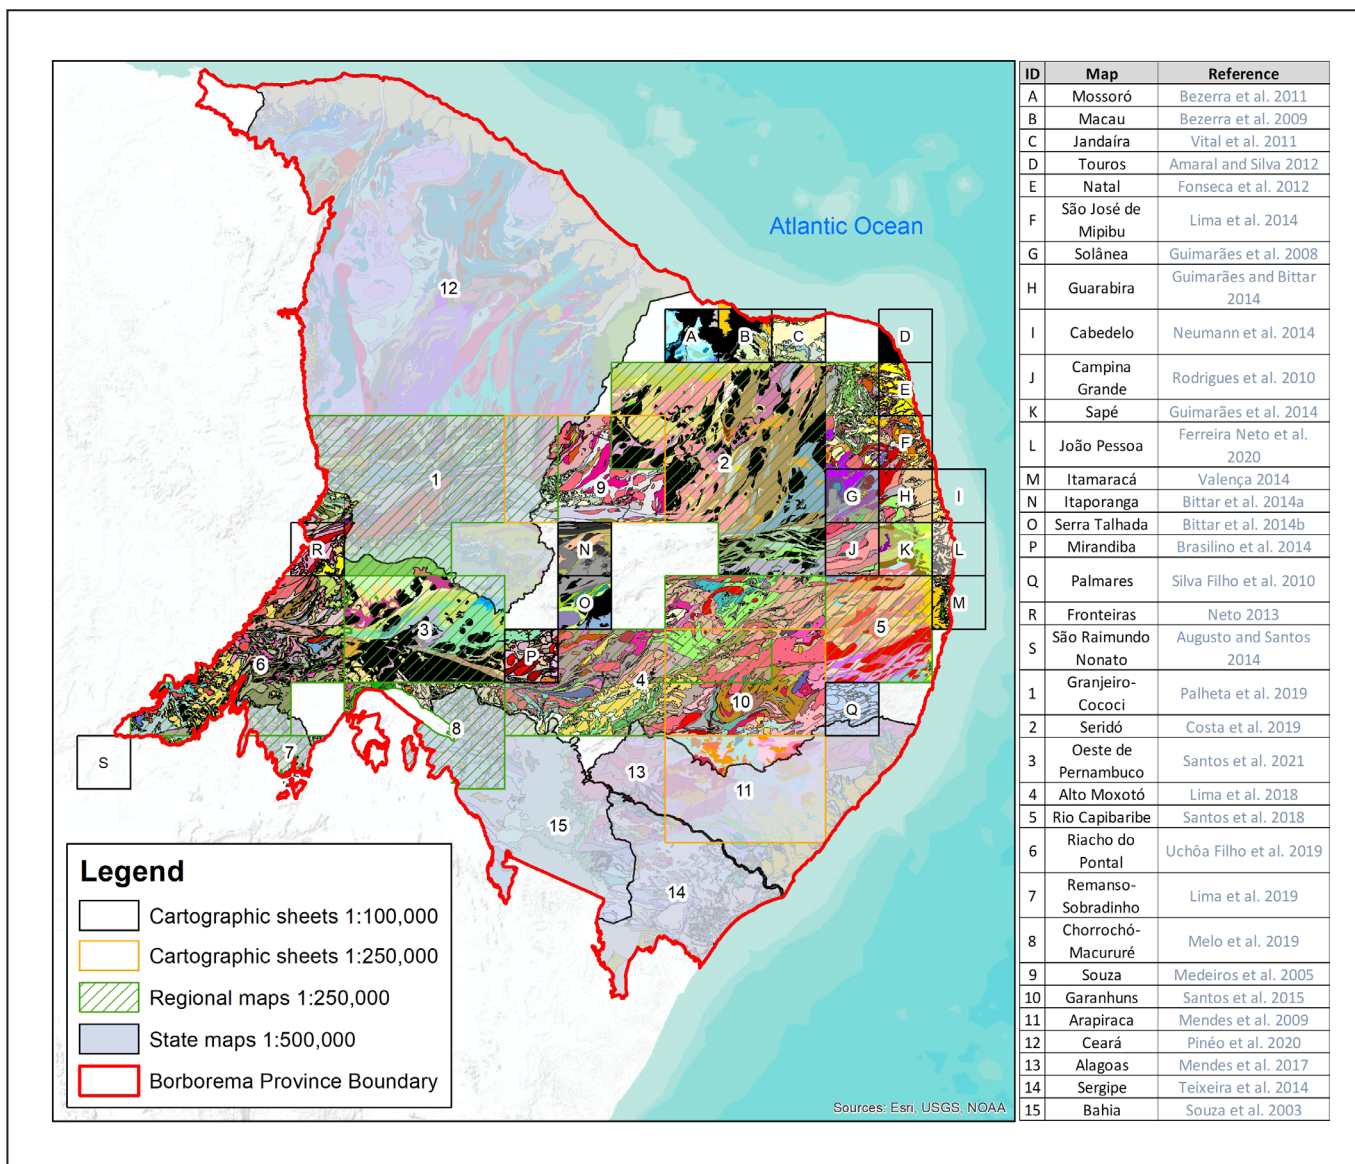 Atlantic Ocean
12
A
B
C
D
E
F
1
2
9
G
H
I
R
N
J
K
L
O
M
3
5
P
6
4
10
Q
8
7
S
13
11
15
14
Legend
Cartographic sheets 1:100,000
Cartographic sheets 1:250,000
Regional maps 1:250,000
State maps 1:500,000
Borborema Province Boundary
Sources: Esri, USGS, NOAA
ID Map Reference
A Mossoró Bezerra et al. 2011
B Macau Bezerra et al. 2009
C Jandaíra Vital et al. 2011
D Touros Amaral and Silva 2012
E Natal Fonseca et al. 2012
F São José de Mipibu Lima et al. 2014
G Solânea Guimarães et al. 2008
H Guarabira Guimarães and Bittar 2014
I Cabedelo Neumann et al. 2014
J Campina Grande Rodrigues et al. 2010
K Sapé Guimarães et al. 2014
L João Pessoa Ferreira Neto et al. 2020
M Itamaracá Valença 2014
N Itaporanga Bittar et al. 2014a
O Serra Talhada Bittar et al. 2014b
P Mirandiba Brasilino et al. 2014
Q Palmares Silva Filho et al. 2010
R Fronteiras Neto 2013
S São Raimundo Nonato Augusto and Santos 2014
1 Granjeiro-Cococi Palheta et al. 2019
2 Seridó Costa et al. 2019
3 Oeste de Pernambuco Santos et al. 2021
4 Alto Moxotó Lima et al. 2018
5 Rio Capibaribe Santos et al. 2018
6 Riacho do Pontal Uchôa Filho et al. 2019
7 Remanso-Sobradinho Lima et al. 2019
8 Chorrochó-Macururé Melo et al. 2019
9 Souza Medeiros et al. 2005
10 Garanhuns Santos et al. 2015
11 Arapiraca Mendes et al. 2009
12 Ceará Pinéo et al. 2020
13 Alagoas Mendes et al. 2017
14 Sergipe Teixeira et al. 2014
15 Bahia Souza et al. 2003